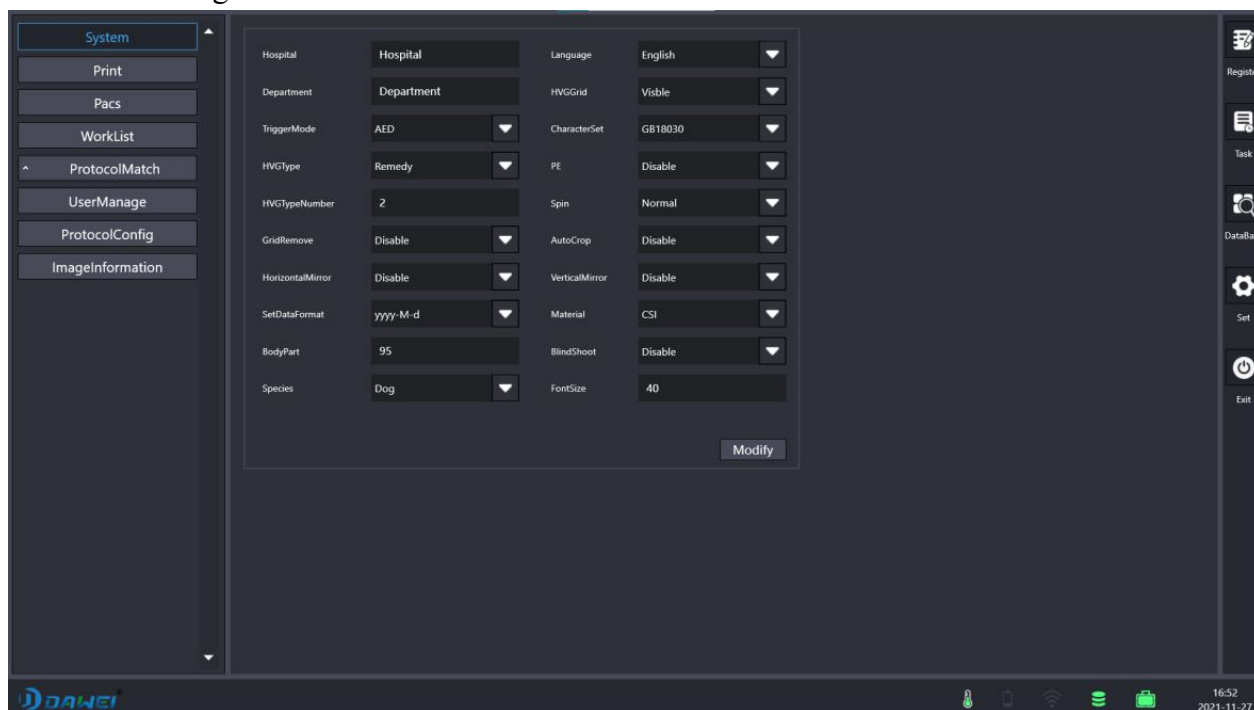 System
Print
Pacs
WorkList
ProtocolMatch
UserManage
ProtocolConfig
ImageInformation
Hospital Hospital Language English
Department Department HVGGrid Visble
TriggerMode AED CharacterSet GB18030
HVGType Remedy PE Disable
HVGTypeNumber 2 Spin Normal
GridRemove Disable AutoCrop Disable
HorizontalMirror Disable VerticalMirror Disable
SetDataFormat yyyy-M-d Material CSI
BodyPart 95 BlindShoot Disable
Species Dog FontSize 40
Modify
Registe
Task
DataBa
Set
Exit
DAWEI
16:52
2021-11-27